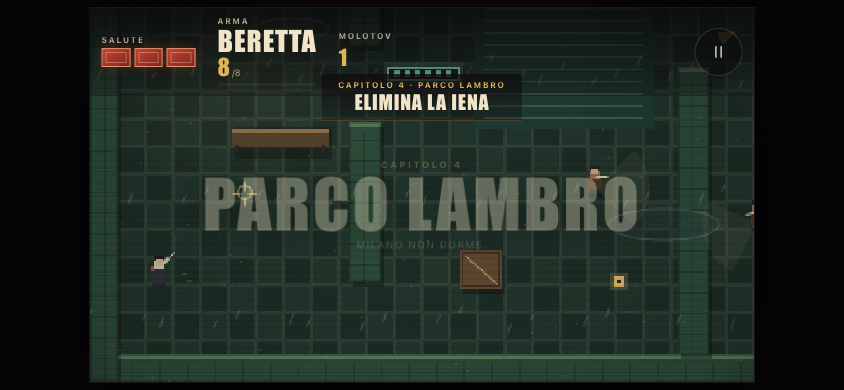 SALUTE
ARMA
BERETTA
8/8
MOLOTOV
1
CAPITOLO 4 · PARCO LAMBRO
ELIMINA LA IENA
CAPITOLO 4
PARCO LAMBRO
MILANO NON DORME.